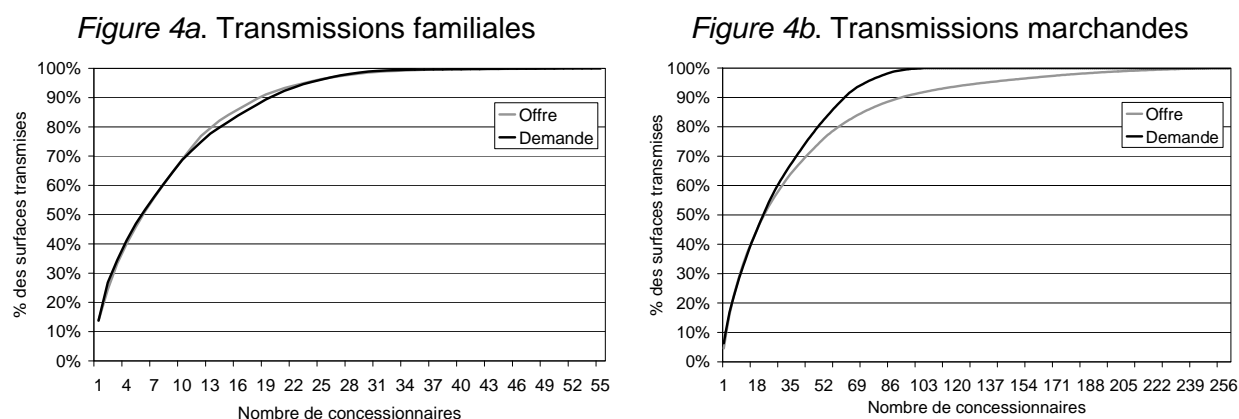 Figure 4a. Transmissions familiales
% des surfaces transmises
100%
90%
80%
70%
60%
50%
40%
30%
20%
10%
0%
Offre
Demande
1 4 7 10 13 16 19 22 25 28 31 34 37 40 43 46 49 52 55
Nombre de concessionnaires
Figure 4b. Transmissions marchandes
% des surfaces transmises
100%
90%
80%
70%
60%
50%
40%
30%
20%
10%
0%
Offre
Demande
1 18 35 52 69 86 103 120 137 154 171 188 205 222 239 256
Nombre de concessionnaires